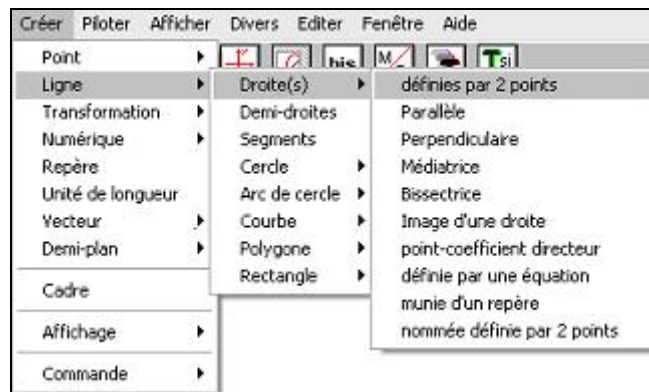 Créer Piloter Afficher Divers Editer Fenêtre Aide
Point
bis M Tsi
Ligne
Transformation
Numérique
Repère
Unité de longueur
Vecteur
Demi-plan
Cadre
Affichage
Commande
Droite(s)
Demi-droites
Segments
Cercle
Arc de cercle
Courbe
Polygone
Rectangle
définies par 2 points
Parallèle
Perpendiculaire
Médiatrice
Bissectrice
Image d'une droite
point-coefficient directeur
définie par une équation
munie d'un repère
nommée définie par 2 points